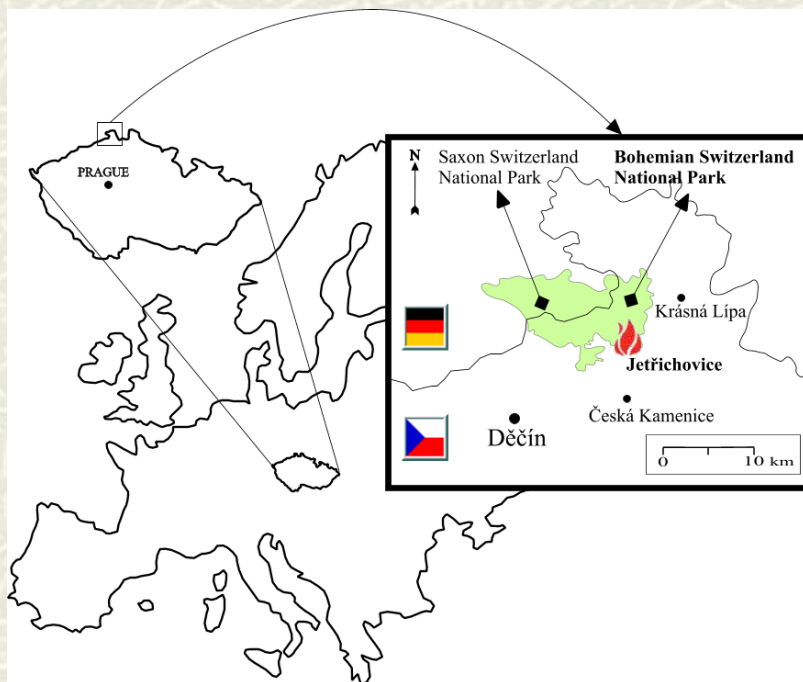 PRAGUE
N
Saxon Switzerland
National Park
Bohemian Switzerland
National Park
Krásná Lípa
Jetřichovice
Česká Kamenice
Děčín
0 10 km